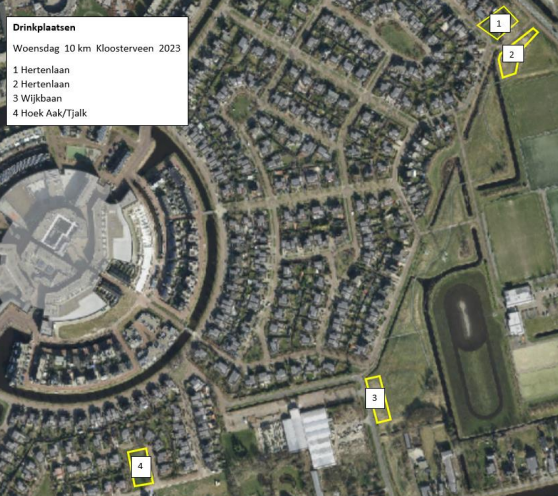 Drinkplaatsen
Woensdag 10 km Kloosterveen 2023
1 Hertenlaan
2 Hertenlaan
3 Wijkbaan
4 Hoek Aak/Tjalk
1
2
3
4